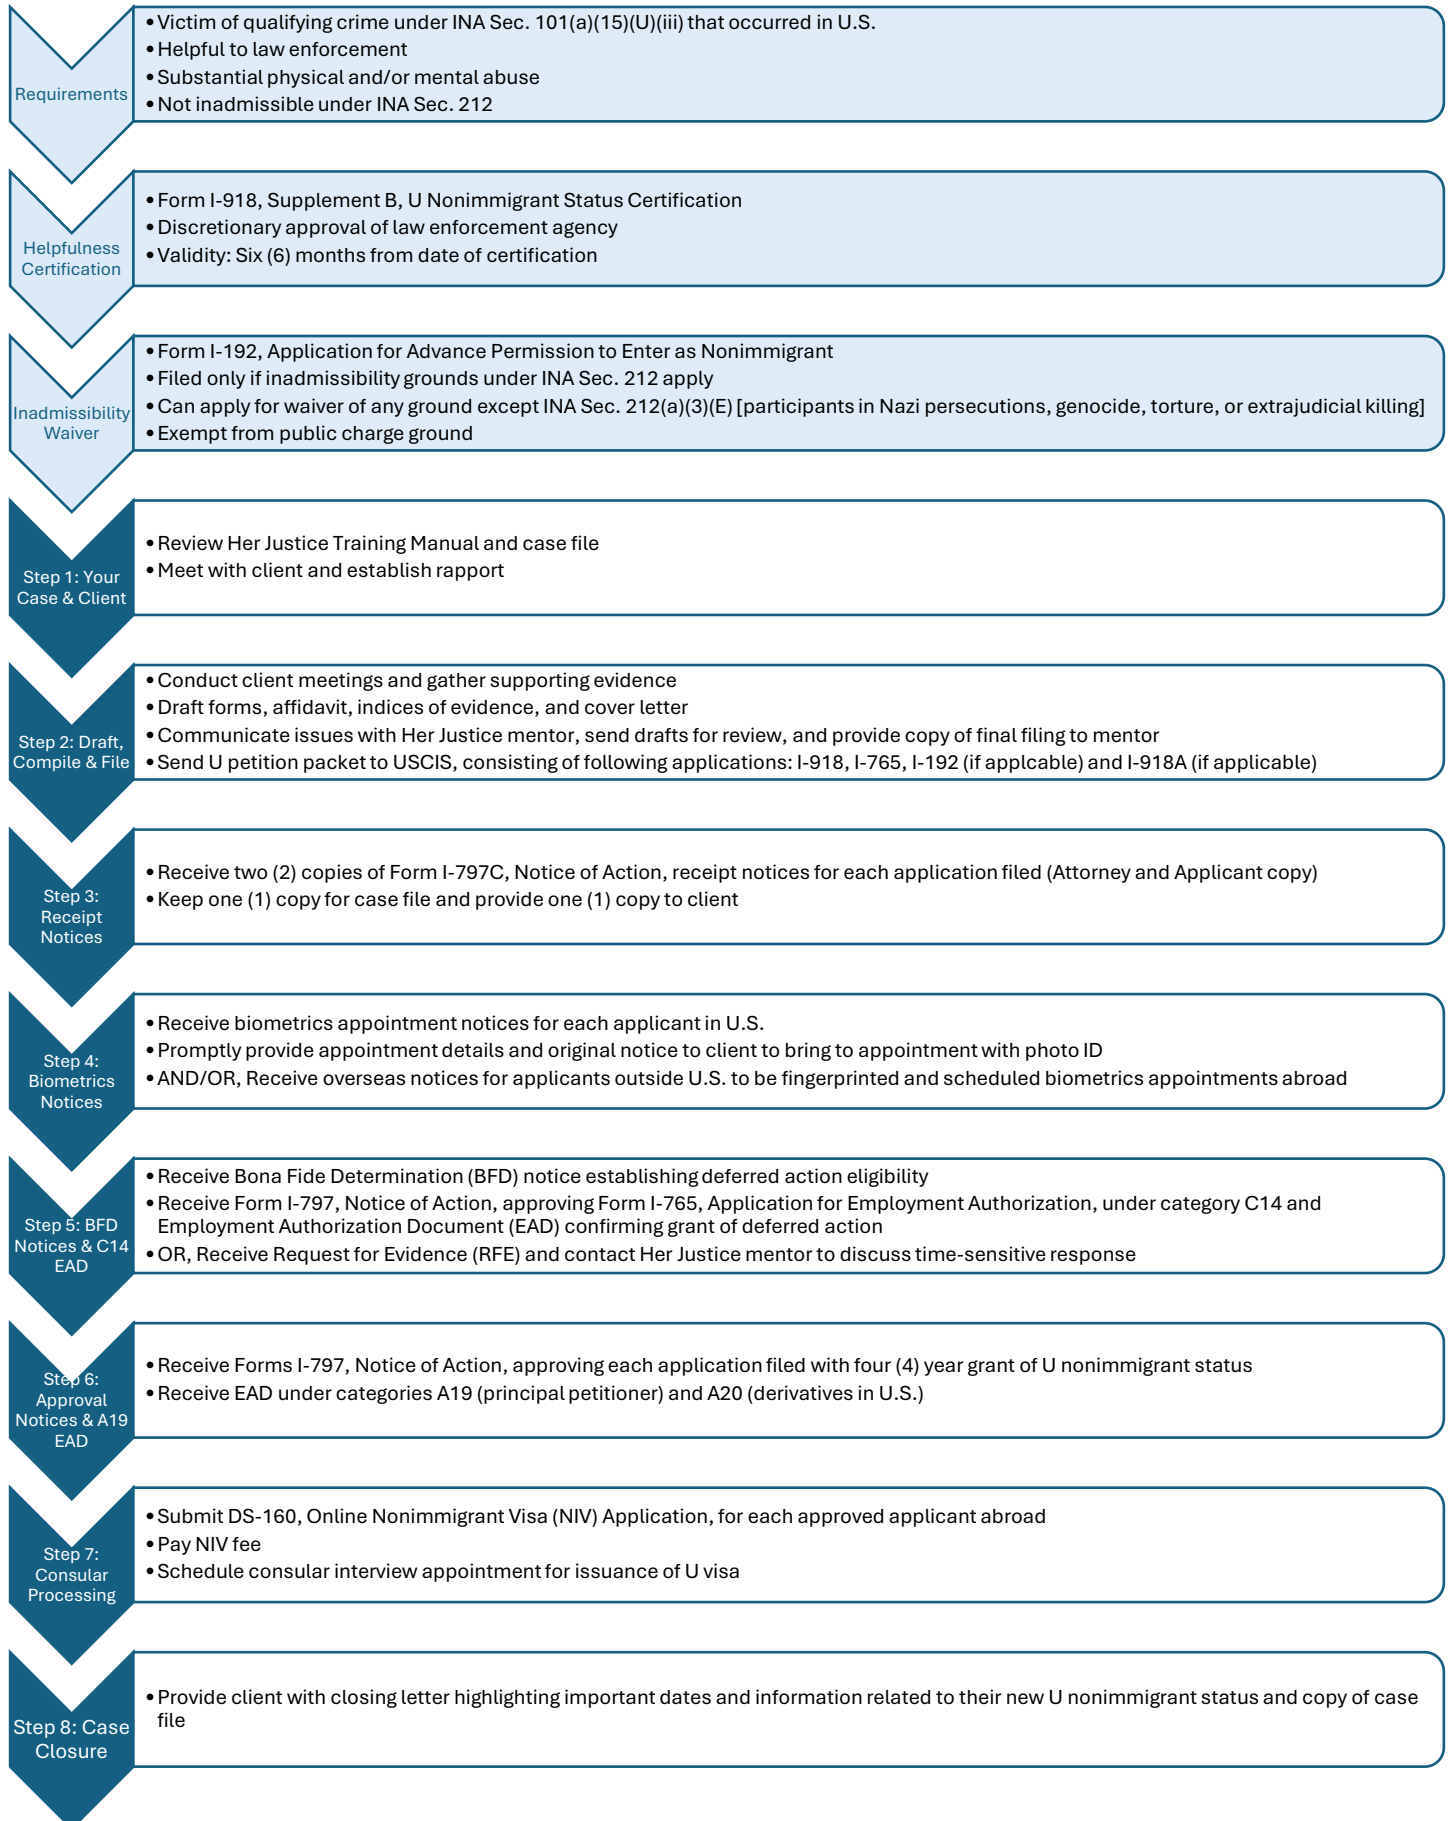 Requirements
•Victim of qualifying crime under INA Sec. 101(a)(15)(U)(iii) that occurred in U.S.
•Helpful to law enforcement
•Substantial physical and/or mental abuse
•Not inadmissible under INA Sec. 212
Helpfulness
Certification
•Form I-918, Supplement B, U Nonimmigrant Status Certification
•Discretionary approval of law enforcement agency
•Validity: Six (6) months from date of certification
Inadmissibility
Waiver
•Form I-192, Application for Advance Permission to Enter as Nonimmigrant
•Filed only if inadmissibility grounds under INA Sec. 212 apply
•Can apply for waiver of any ground except INA Sec. 212(a)(3)(E) [participants in Nazi persecutions, genocide, torture, or extrajudicial killing]
•Exempt from public charge ground
Step 1: Your
Case & Client
•Review Her Justice Training Manual and case file
•Meet with client and establish rapport
Step 2: Draft,
Compile & File
•Conduct client meetings and gather supporting evidence
•Draft forms, affidavit, indices of evidence, and cover letter
•Communicate issues with Her Justice mentor, send drafts for review, and provide copy of final filing to mentor
•Send U petition packet to USCIS, consisting of following applications: I-918, I-765, I-192 (if applcable) and I-918A (if applicable)
Step 3:
Receipt
Notices
•Receive two (2) copies of Form I-797C, Notice of Action, receipt notices for each application filed (Attorney and Applicant copy)
•Keep one (1) copy for case file and provide one (1) copy to client
Step 4:
Biometrics
Notices
•Receive biometrics appointment notices for each applicant in U.S.
•Promptly provide appointment details and original notice to client to bring to appointment with photo ID
•AND/OR, Receive overseas notices for applicants outside U.S. to be fingerprinted and scheduled biometrics appointments abroad
Step 5: BFD
Notices & C14
EAD
•Receive Bona Fide Determination (BFD) notice establishing deferred action eligibility
•Receive Form I-797, Notice of Action, approving Form I-765, Application for Employment Authorization, under category C14 and
Employment Authorization Document (EAD) confirming grant of deferred action
•OR, Receive Request for Evidence (RFE) and contact Her Justice mentor to discuss time-sensitive response
Step 6:
Approval
Notices & A19
EAD
•Receive Forms I-797, Notice of Action, approving each application filed with four (4) year grant of U nonimmigrant status
•Receive EAD under categories A19 (principal petitioner) and A20 (derivatives in U.S.)
Step 7:
Consular
Processing
•Submit DS-160, Online Nonimmigrant Visa (NIV) Application, for each approved applicant abroad
•Pay NIV fee
•Schedule consular interview appointment for issuance of U visa
Step 8: Case
Closure
•Provide client with closing letter highlighting important dates and information related to their new U nonimmigrant status and copy of case
file